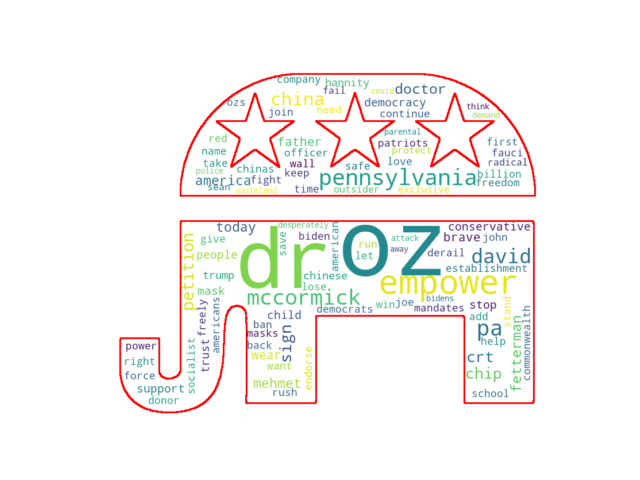 company hannity
fail covid doctor
ozs china democracy think
join need continue demand
red father parental patriots first
name officer protect fauci
take chinas wall safe love radical
police america fight keep pennsylvania billion
sean wasteland time outsider exclusive freedom
today desperately conservative
petition give save biden american dr oz run attack brave john
people let away derail david
trump chinese empower establishment
mask lose
freely americans mccormick democrats win joe bidens mandates stop stand
child add commonwealth
ban sign pa
power socialist trust masks help fetterman
right back wear crt
force want endorse chip
support mehmet
donor rush school